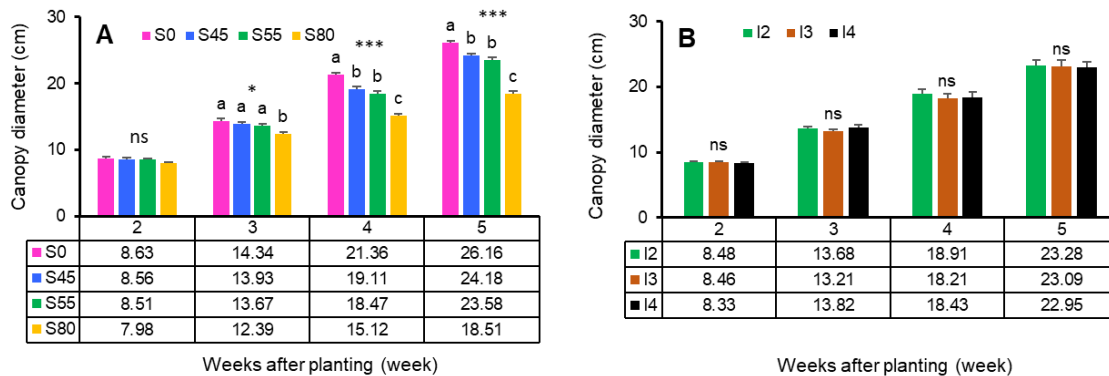 A
S0 S45 S55 S80
Canopy diameter (cm)
30
20
10
0
ns
a a a b
*
a b b c
***
a b b c
***
2 3 4 5
S0 8.63 14.34 21.36 26.16
S45 8.56 13.93 19.11 24.18
S55 8.51 13.67 18.47 23.58
S80 7.98 12.39 15.12 18.51
Weeks after planting (week)
B
I2 I3 I4
Canopy diameter (cm)
30
20
10
0
ns
ns
ns
ns
2 3 4 5
I2 8.48 13.68 18.91 23.28
I3 8.46 13.21 18.21 23.09
I4 8.33 13.82 18.43 22.95
Weeks after planting (week)